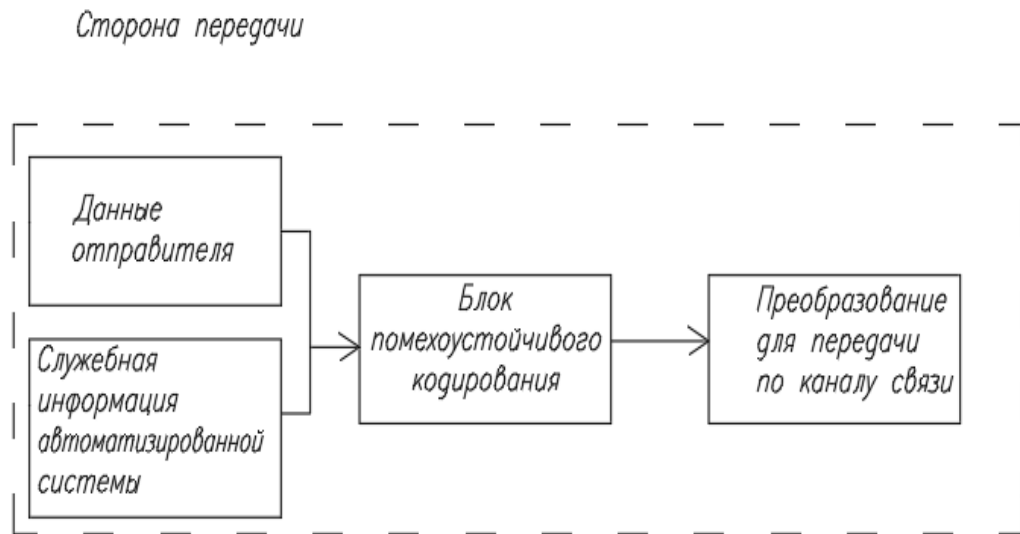 Сторона передачи
Данные
отправителя
Служебная
информация
автоматизированной
системы
Блок
помехоустойчивого
кодирования
Преобразование
для передачи
по каналу связи